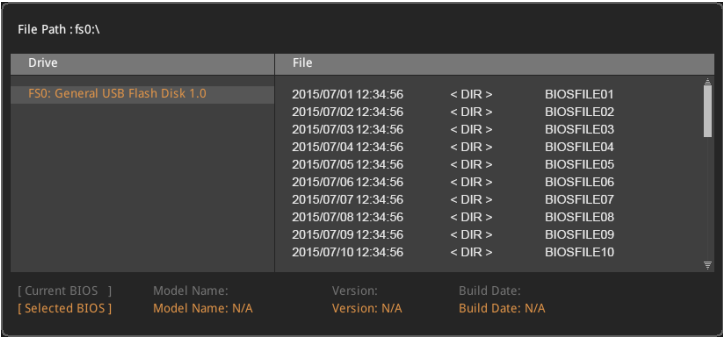 File Path : fs0:\
Drive File
FS0: General USB Flash Disk 1.0
2015/07/01 12:34:56 < DIR > BIOSFILE01
2015/07/02 12:34:56 < DIR > BIOSFILE02
2015/07/03 12:34:56 < DIR > BIOSFILE03
2015/07/04 12:34:56 < DIR > BIOSFILE04
2015/07/05 12:34:56 < DIR > BIOSFILE05
2015/07/06 12:34:56 < DIR > BIOSFILE06
2015/07/07 12:34:56 < DIR > BIOSFILE07
2015/07/08 12:34:56 < DIR > BIOSFILE08
2015/07/09 12:34:56 < DIR > BIOSFILE09
2015/07/10 12:34:56 < DIR > BIOSFILE10
[ Current BIOS ] Model Name: Version: Build Date:
[ Selected BIOS ] Model Name: N/A Version: N/A Build Date: N/A